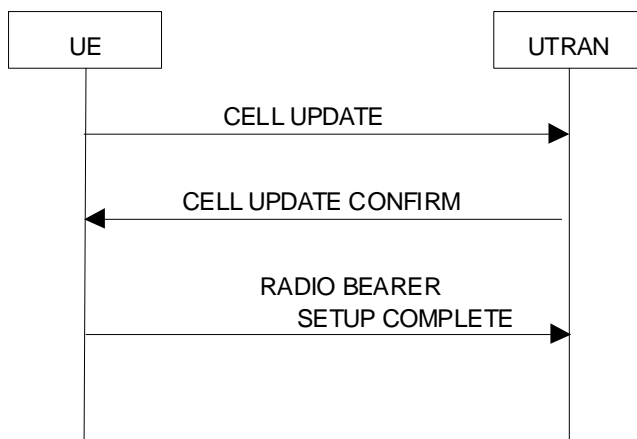 UE
UTRAN
CELL UPDATE
CELL UPDATE CONFIRM
RADIO BEARER
SETUP COMPLETE